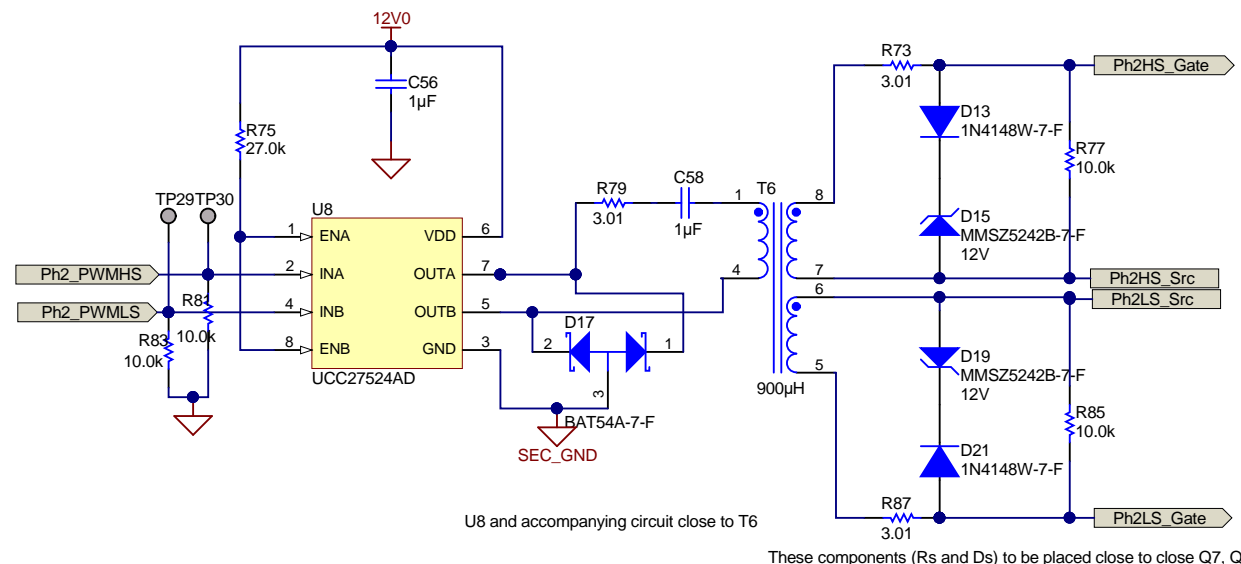 12V0
C56
1µF
R75
27.0k
TP29
TP30
U8
1 ENA
2 INA
4 INB
8 ENB
VDD 6
OUTA 7
OUTB 5
GND 3
UCC27524AD
Ph2_PWMHS
Ph2_PWMLS
10.0k
R83
10.0k
R79
3.01
C58
1µF
D17
2
1
3
BAT54A-7-F
SEC_GND
T6
1
4
8
7
6
5
900µH
R73
3.01
D13
1N4148W-7-F
D15
MMSZ5242B-7-F
12V
R77
10.0k
Ph2HS_Gate
Ph2HS_Src
Ph2LS_Src
D19
MMSZ5242B-7-F
12V
D21
1N4148W-7-F
R85
10.0k
R87
3.01
Ph2LS_Gate
U8 and accompanying circuit close to T6
These components (Rs and Ds) to be placed close to close Q7, Q